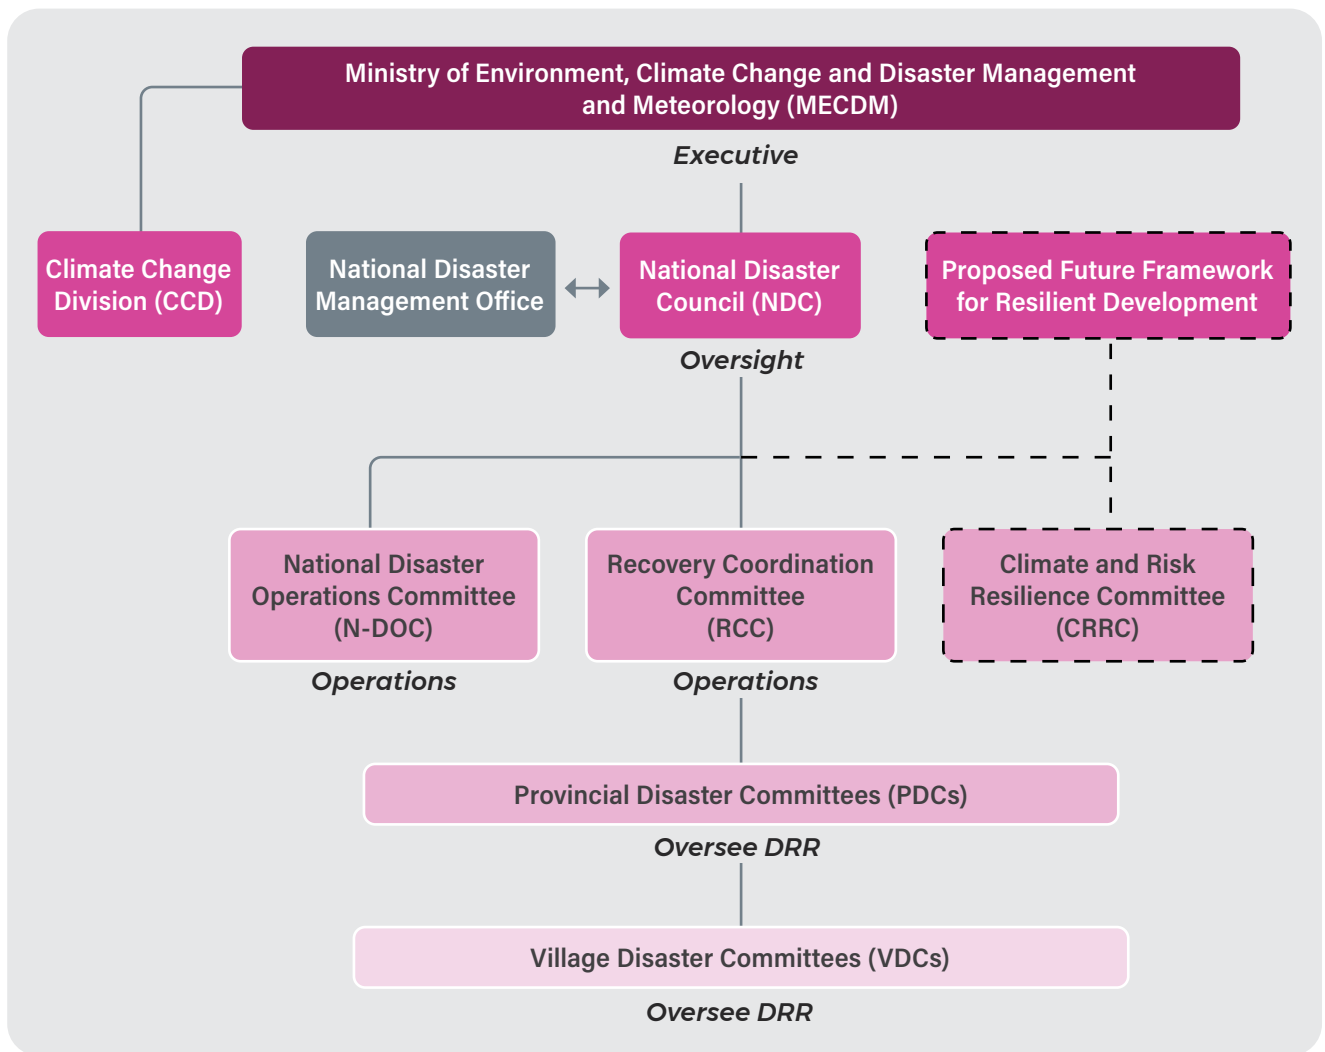 Ministry of Environment, Climate Change and Disaster Management
and Meteorology (MECDM)
Executive
Climate Change
Division (CCD)
National Disaster
Management Office
National Disaster
Council (NDC)
Proposed Future Framework
for Resilient Development
Oversight
National Disaster
Operations Committee
(N-DOC)
Recovery Coordination
Committee
(RCC)
Climate and Risk
Resilience Committee
(CRRC)
Operations
Operations
Provincial Disaster Committees (PDCs)
Oversee DRR
Village Disaster Committees (VDCs)
Oversee DRR